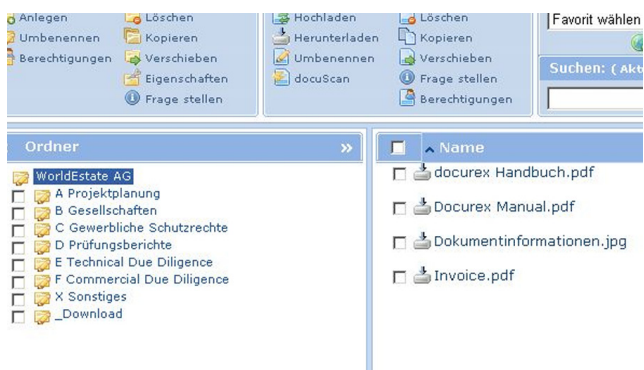 Anlegen
Umbenennen
Berechtigungen
Löschen
Kopieren
Verschieben
Eigenschaften
Frage stellen
Hochladen
Herunterladen
Umbenennen
docuScan
Löschen
Kopieren
Verschieben
Frage stellen
Berechtigungen
Favorit wählen
Suchen: ( Akt
Ordner »
WorldEstate AG
A Projektplanung
B Gesellschaften
C Gewerbliche Schutzrechte
D Prüfungsberichte
E Technical Due Diligence
F Commercial Due Diligence
X Sonstiges
_Download
Name
docurex Handbuch.pdf
Docurex Manual.pdf
Dokumentinformationen.jpg
Invoice.pdf